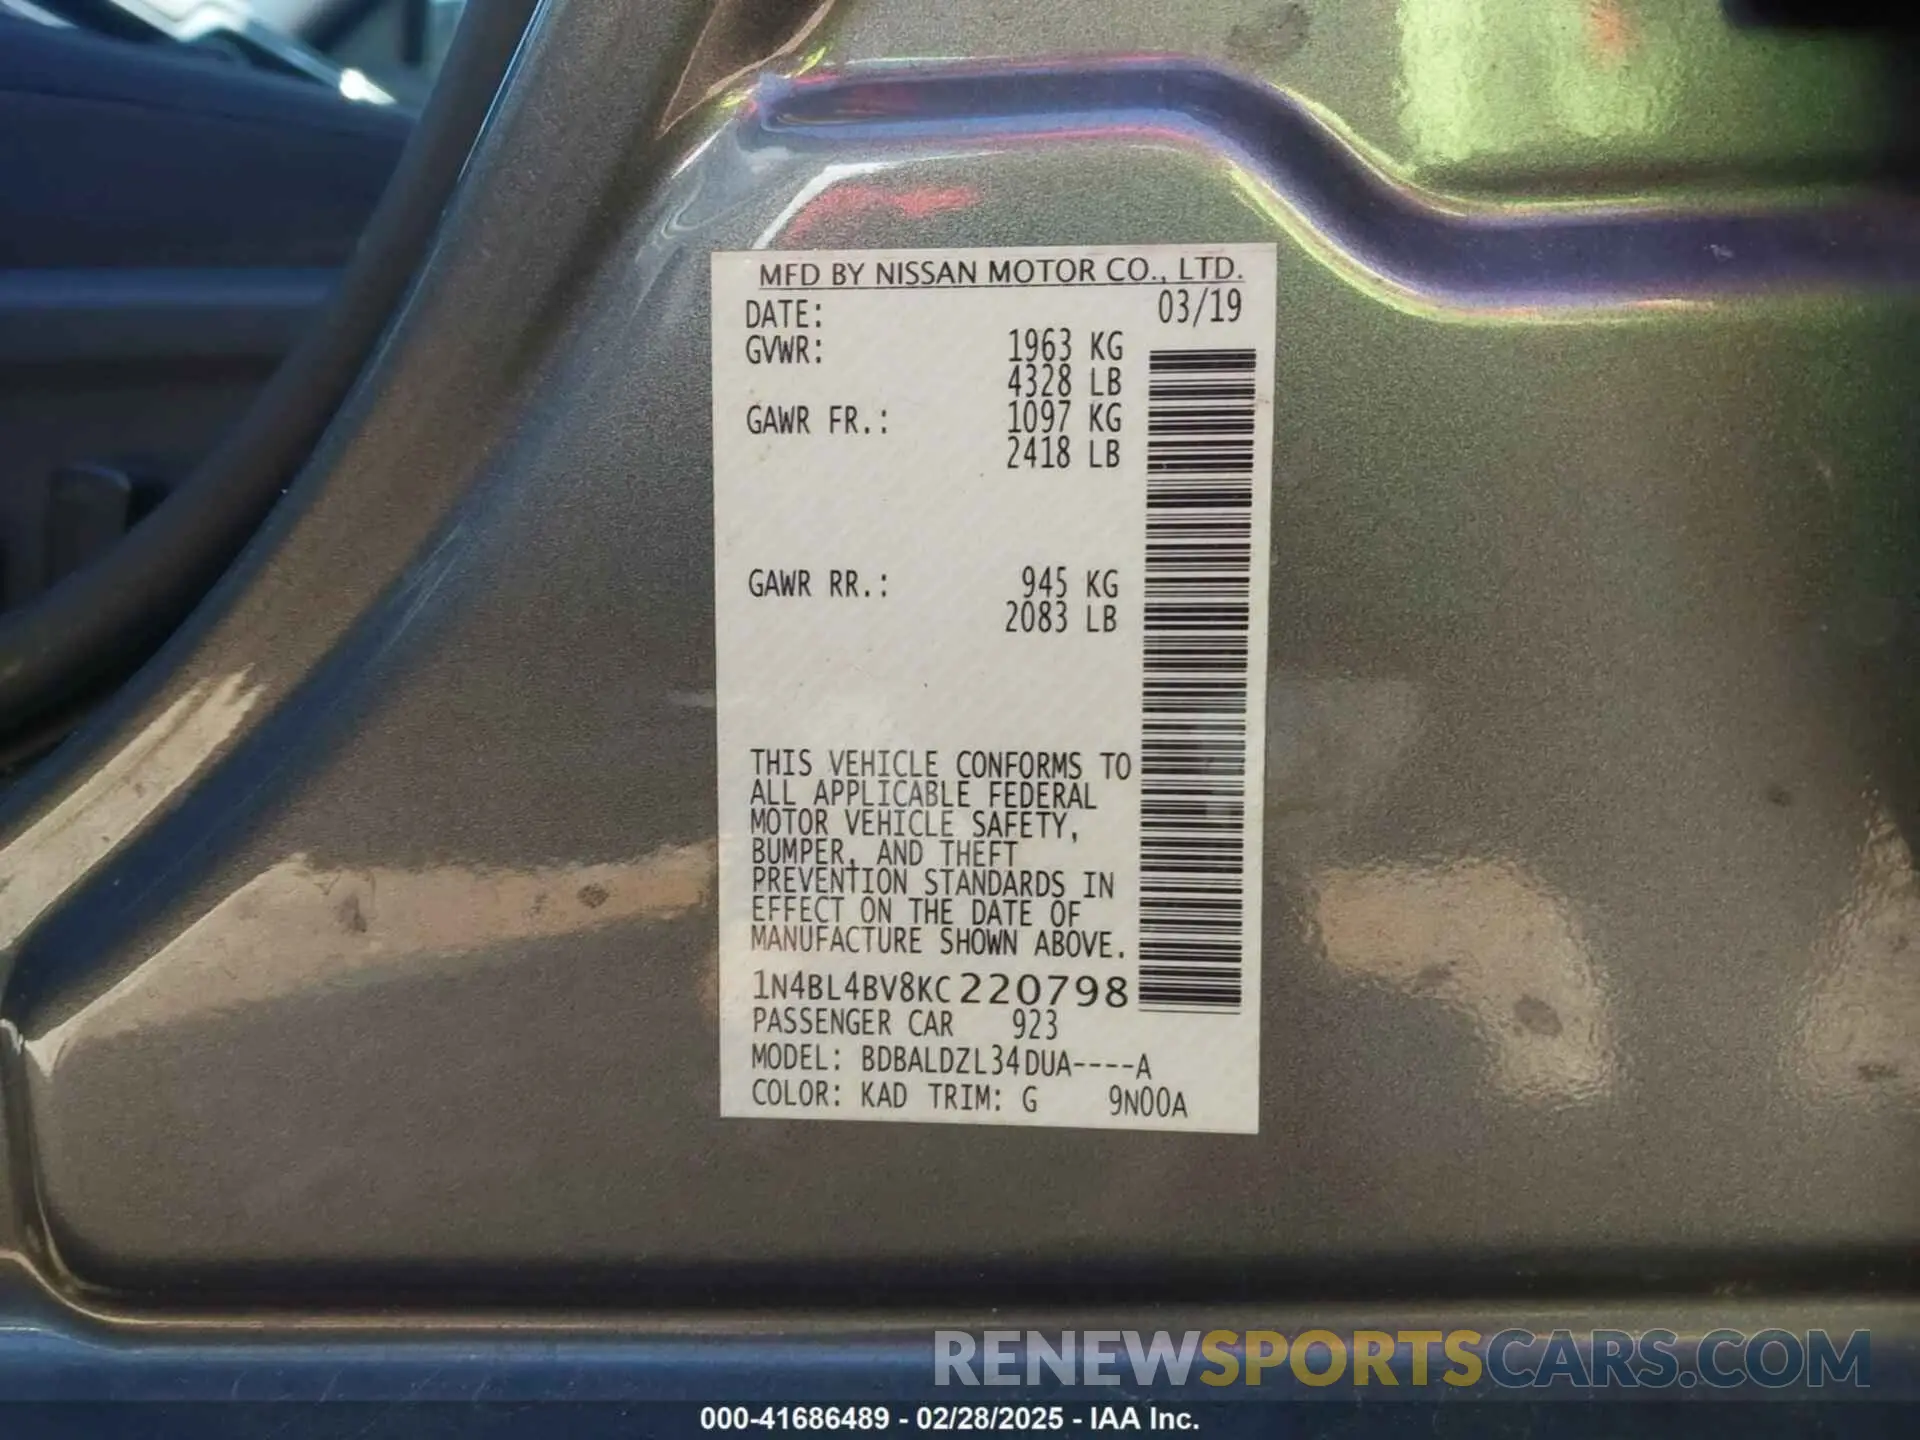 MFD BY NISSAN MOTOR CO., LTD.
DATE: 03/19
GVWR: 1963 KG
4328 LB
GAWR FR.: 1097 KG
2418 LB
GAWR RR.: 945 KG
2083 LB
THIS VEHICLE CONFORMS TO
ALL APPLICABLE FEDERAL
MOTOR VEHICLE SAFETY,
BUMPER, AND THEFT
PREVENTION STANDARDS IN
EFFECT ON THE DATE OF
MANUFACTURE SHOWN ABOVE.
1N4BL4BV8KC220798
PASSENGER CAR 923
MODEL: BDBALDZL34DUA----A
COLOR: KAD TRIM: G 9N00A
RENEWSPORTSCARS.COM
000-41686489 - 02/28/2025 - IAA Inc.